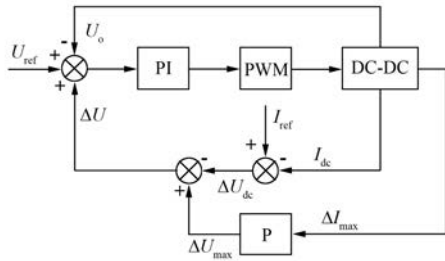 - U_o
U_ref + PI PWM DC-DC
+
ΔU I_ref
+ - I_dc
- ΔU_dc
+ ΔI_max
ΔU_max P